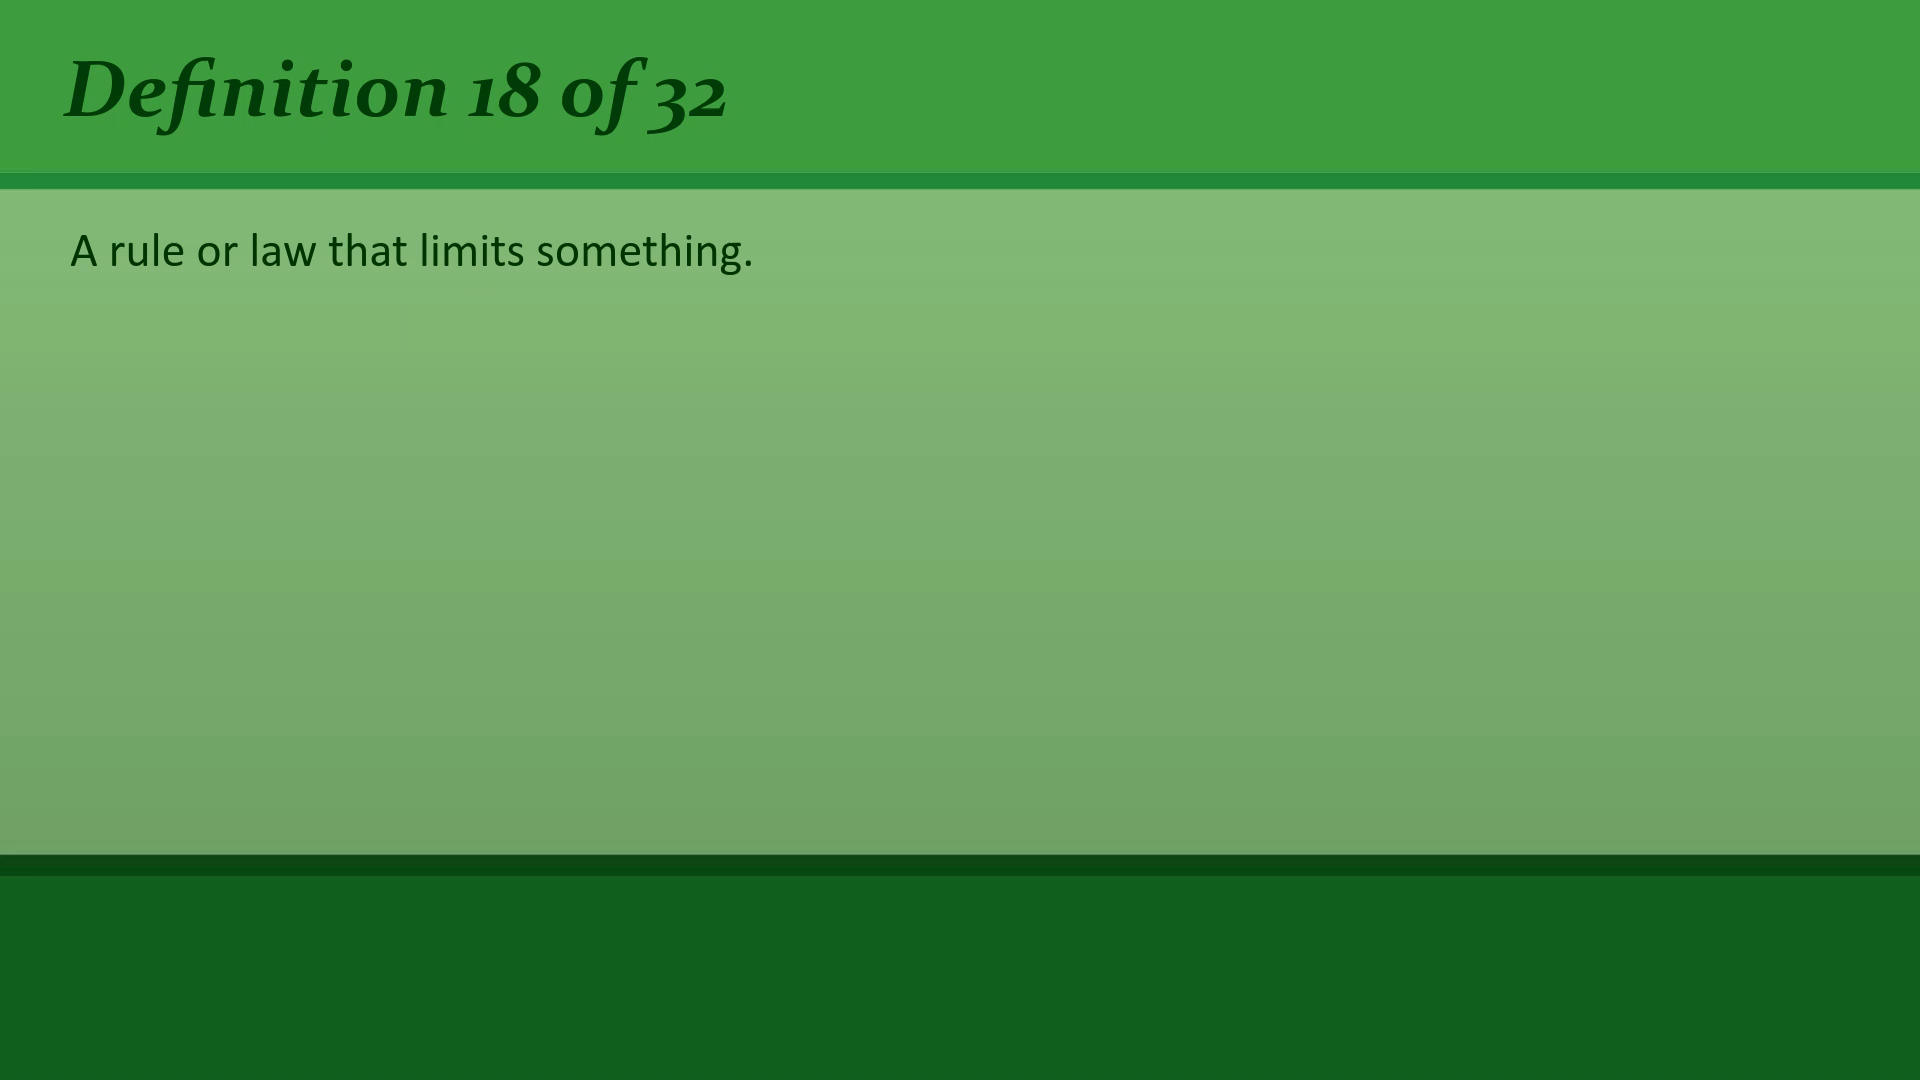 Definition 18 of 32
A rule or law that limits something.